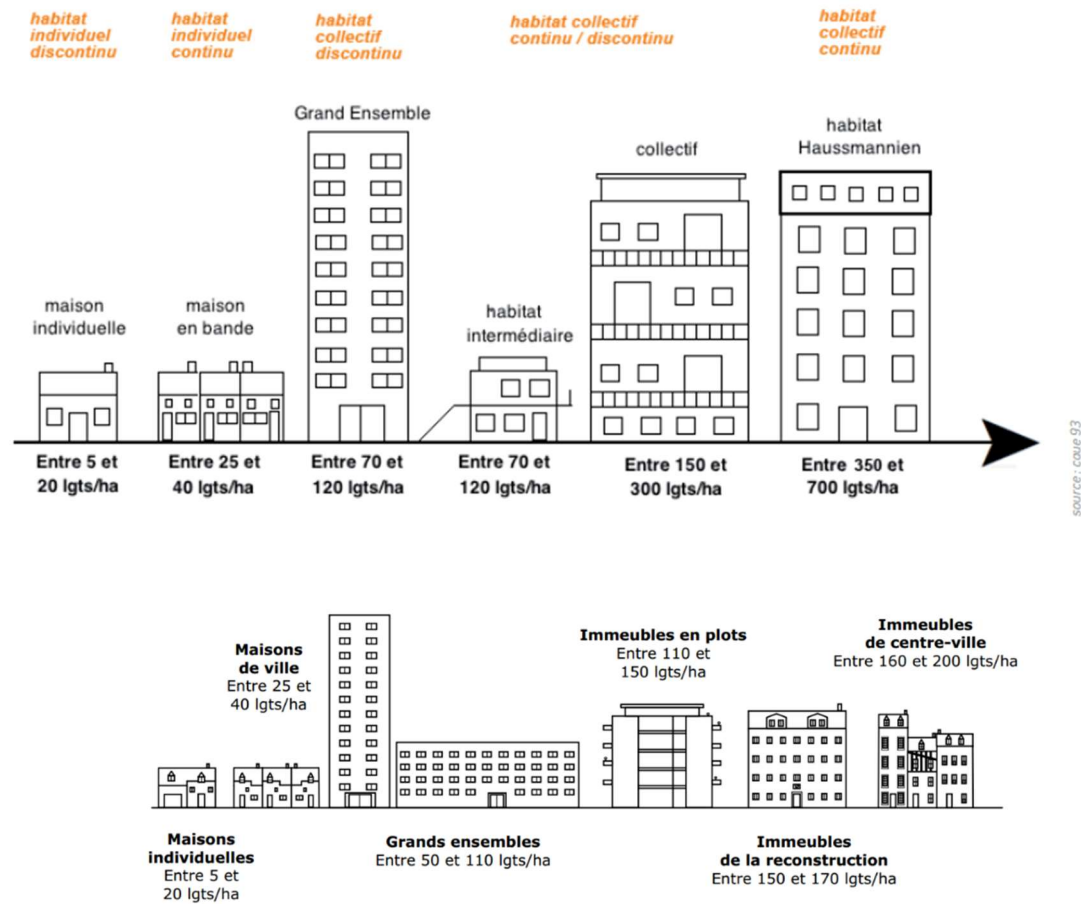 habitat
individuel
discontinu
habitat
individuel
continu
habitat
collectif
discontinu
habitat collectif
continu / discontinu
habitat
collectif
continu
Grand Ensemble
habitat
Haussmannien
collectif
maison
individuelle
maison
en bande
habitat
intermédiaire
Entre 5 et
20 lgts/ha
Entre 25 et
40 lgts/ha
Entre 70 et
120 lgts/ha
Entre 70 et
120 lgts/ha
Entre 150 et
300 lgts/ha
Entre 350 et
700 lgts/ha
source : caue 93
Maisons
de ville
Entre 25 et
40 lgts/ha
Immeubles en plots
Entre 110 et
150 lgts/ha
Immeubles
de centre-ville
Entre 160 et 200 lgts/ha
Maisons
individuelles
Entre 5 et
20 lgts/ha
Grands ensembles
Entre 50 et 110 lgts/ha
Immeubles
de la reconstruction
Entre 150 et 170 lgts/ha